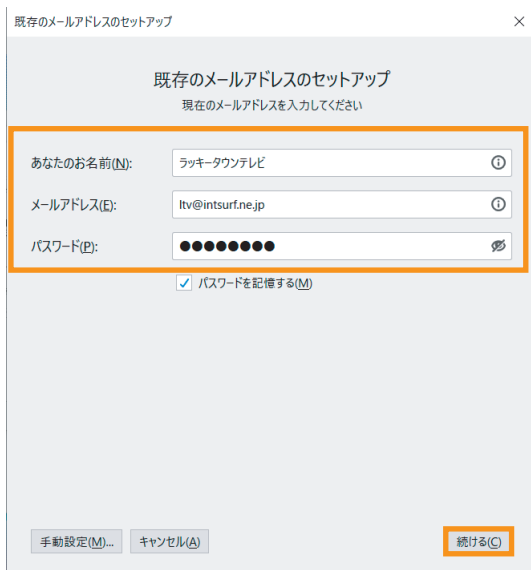 既存のメールアドレスのセットアップ
既存のメールアドレスのセットアップ
現在のメールアドレスを入力してください
あなたのお名前(N): ラッキータウンテレビ
メールアドレス(E): ltv@intsurf.ne.jp
パスワード(P): ●●●●●●●●
パスワードを記憶する(M)
手動設定(M)... キャンセル(A) 続ける(C)